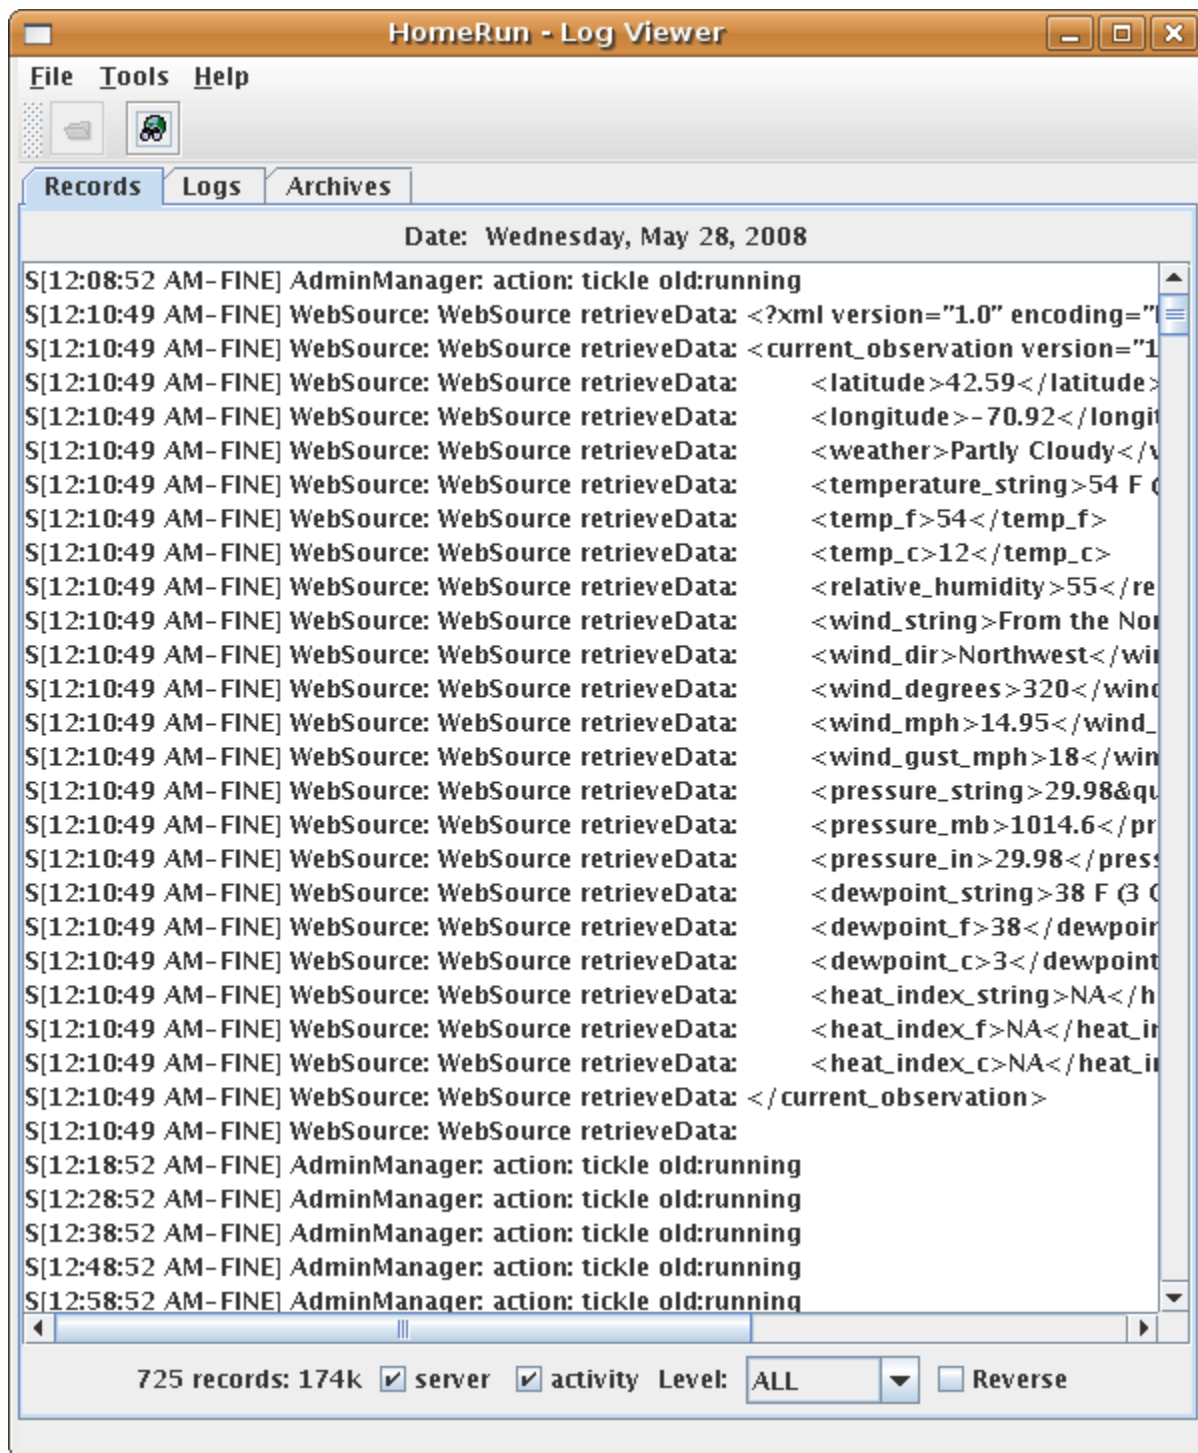 HomeRun - Log Viewer
File Tools Help
Records Logs Archives
Date: Wednesday, May 28, 2008
S[12:08:52 AM-FINE] AdminManager: action: tickle old:running
S[12:10:49 AM-FINE] WebSource: WebSource retrieveData: <?xml version="1.0" encoding="
S[12:10:49 AM-FINE] WebSource: WebSource retrieveData: <current_observation version="1
S[12:10:49 AM-FINE] WebSource: WebSource retrieveData: <latitude>42.59</latitude>
S[12:10:49 AM-FINE] WebSource: WebSource retrieveData: <longitude>-70.92</longit
S[12:10:49 AM-FINE] WebSource: WebSource retrieveData: <weather>Partly Cloudy</
S[12:10:49 AM-FINE] WebSource: WebSource retrieveData: <temperature_string>54 F (
S[12:10:49 AM-FINE] WebSource: WebSource retrieveData: <temp_f>54</temp_f>
S[12:10:49 AM-FINE] WebSource: WebSource retrieveData: <temp_c>12</temp_c>
S[12:10:49 AM-FINE] WebSource: WebSource retrieveData: <relative_humidity>55</re
S[12:10:49 AM-FINE] WebSource: WebSource retrieveData: <wind_string>From the Nor
S[12:10:49 AM-FINE] WebSource: WebSource retrieveData: <wind_dir>Northwest</wi
S[12:10:49 AM-FINE] WebSource: WebSource retrieveData: <wind_degrees>320</wind
S[12:10:49 AM-FINE] WebSource: WebSource retrieveData: <wind_mph>14.95</wind_
S[12:10:49 AM-FINE] WebSource: WebSource retrieveData: <wind_gust_mph>18</win
S[12:10:49 AM-FINE] WebSource: WebSource retrieveData: <pressure_string>29.98&qu
S[12:10:49 AM-FINE] WebSource: WebSource retrieveData: <pressure_mb>1014.6</pr
S[12:10:49 AM-FINE] WebSource: WebSource retrieveData: <pressure_in>29.98</press
S[12:10:49 AM-FINE] WebSource: WebSource retrieveData: <dewpoint_string>38 F (3 C
S[12:10:49 AM-FINE] WebSource: WebSource retrieveData: <dewpoint_f>38</dewpoin
S[12:10:49 AM-FINE] WebSource: WebSource retrieveData: <dewpoint_c>3</dewpoint
S[12:10:49 AM-FINE] WebSource: WebSource retrieveData: <heat_index_string>NA</h
S[12:10:49 AM-FINE] WebSource: WebSource retrieveData: <heat_index_f>NA</heat_in
S[12:10:49 AM-FINE] WebSource: WebSource retrieveData: <heat_index_c>NA</heat_in
S[12:10:49 AM-FINE] WebSource: WebSource retrieveData: </current_observation>
S[12:10:49 AM-FINE] WebSource: WebSource retrieveData:
S[12:18:52 AM-FINE] AdminManager: action: tickle old:running
S[12:28:52 AM-FINE] AdminManager: action: tickle old:running
S[12:38:52 AM-FINE] AdminManager: action: tickle old:running
S[12:48:52 AM-FINE] AdminManager: action: tickle old:running
S[12:58:52 AM-FINE] AdminManager: action: tickle old:running
725 records: 174k server activity Level: ALL Reverse